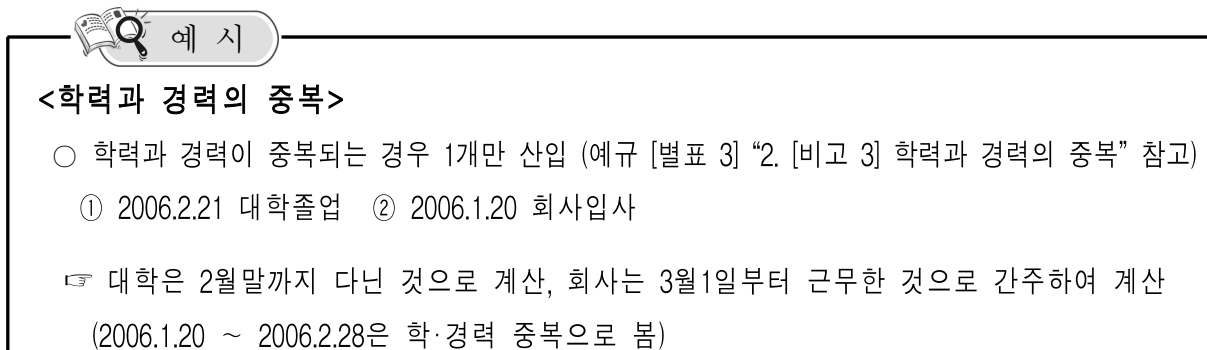 예 시
<학력과 경력의 중복>
○ 학력과 경력이 중복되는 경우 1개만 산입 (예규 [별표 3] “2. [비고 3] 학력과 경력의 중복” 참고)
① 2006.2.21 대학졸업 ② 2006.1.20 회사입사
☞ 대학은 2월말까지 다닌 것으로 계산, 회사는 3월1일부터 근무한 것으로 간주하여 계산
(2006.1.20 ~ 2006.2.28은 학·경력 중복으로 봄)